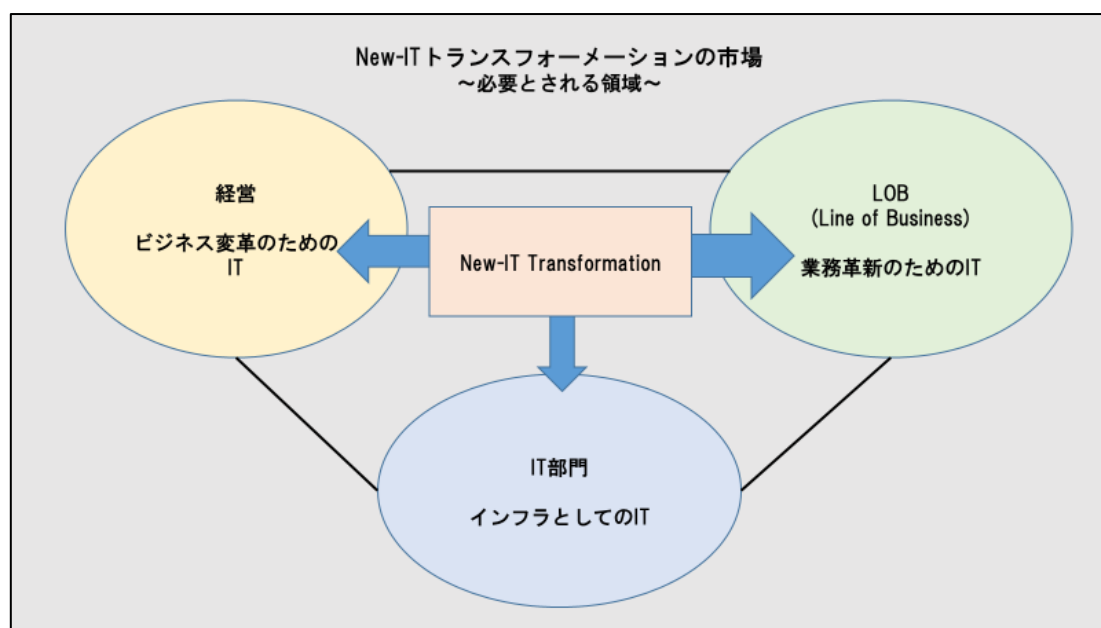 New-ITトランスフォーメーションの市場
～必要とされる領域～
経営
ビジネス変革のための
IT
New-IT Transformation
LOB
(Line of Business)
業務革新のためのIT
IT部門
インフラとしてのIT